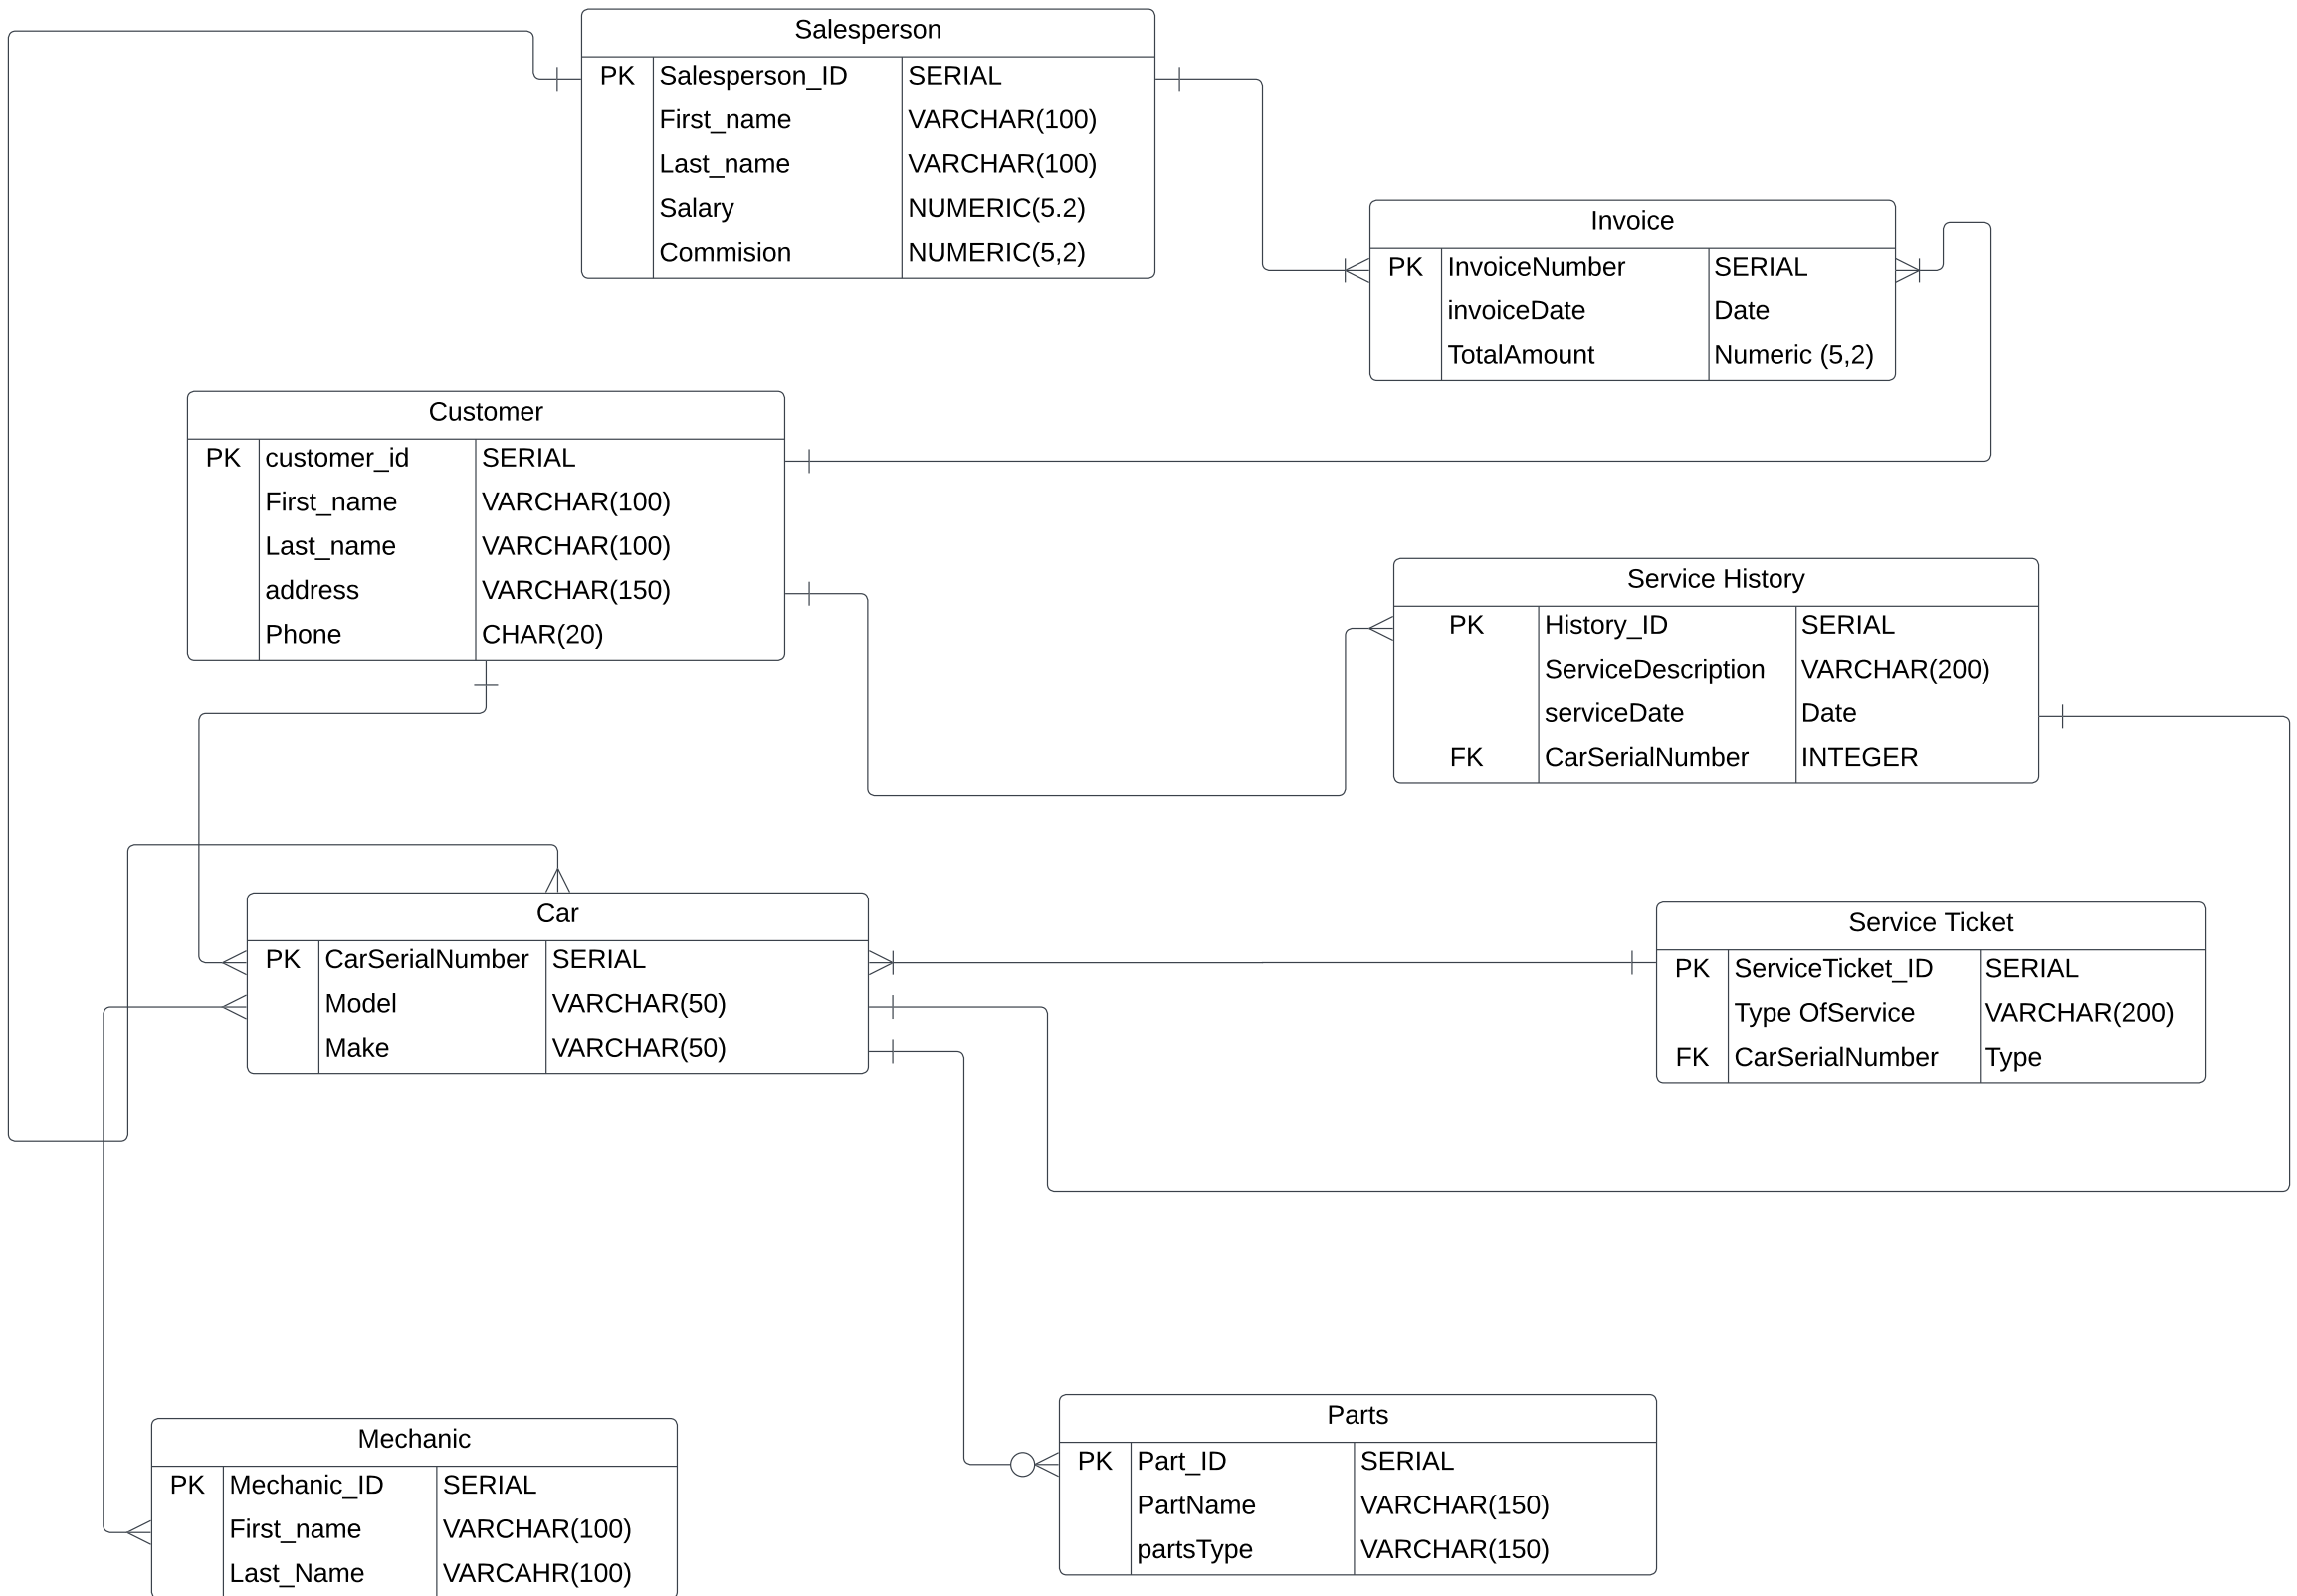 Salesperson
PK Salesperson_ID SERIAL
First_name VARCHAR(100)
Last_name VARCHAR(100)
Salary NUMERIC(5.2)
Commision NUMERIC(5,2)
Invoice
PK InvoiceNumber SERIAL
invoiceDate Date
TotalAmount Numeric (5,2)
Customer
PK customer_id SERIAL
First_name VARCHAR(100)
Last_name VARCHAR(100)
address VARCHAR(150)
Phone CHAR(20)
Service History
PK History_ID SERIAL
ServiceDescription VARCHAR(200)
serviceDate Date
FK CarSerialNumber INTEGER
Car
PK CarSerialNumber SERIAL
Model VARCHAR(50)
Make VARCHAR(50)
Service Ticket
PK ServiceTicket_ID SERIAL
Type OfService VARCHAR(200)
FK CarSerialNumber Type
Mechanic
PK Mechanic_ID SERIAL
First_name VARCHAR(100)
Last_Name VARCAHR(100)
Parts
PK Part_ID SERIAL
PartName VARCHAR(150)
partsType VARCHAR(150)